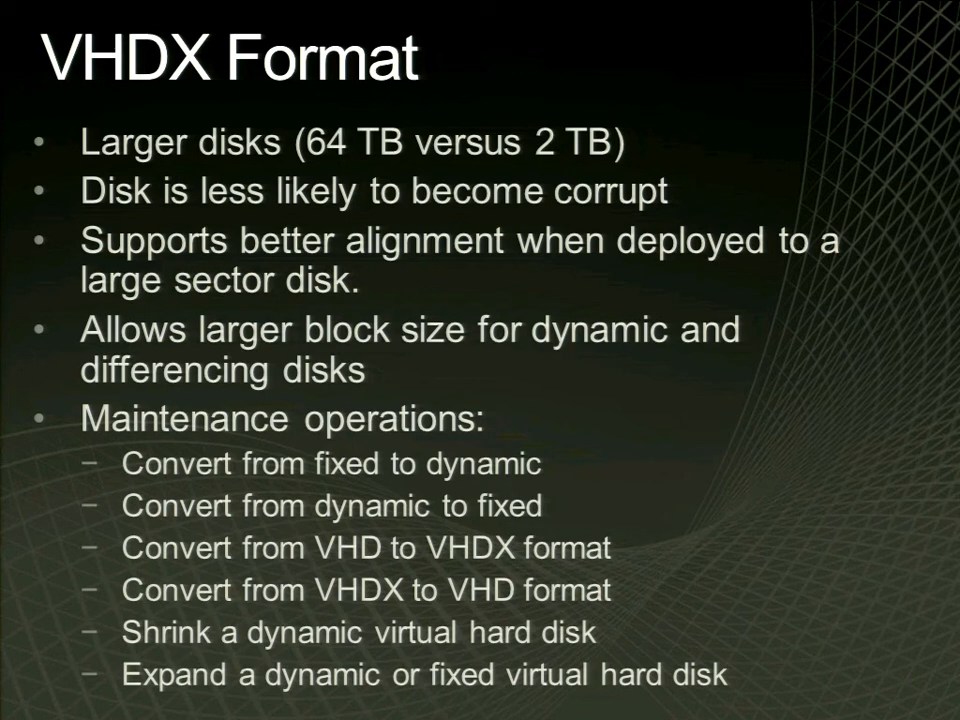 VHDX Format
• Larger disks (64 TB versus 2 TB)
• Disk is less likely to become corrupt
• Supports better alignment when deployed to a
large sector disk.
• Allows larger block size for dynamic and
differencing disks
• Maintenance operations:
− Convert from fixed to dynamic
− Convert from dynamic to fixed
− Convert from VHD to VHDX format
− Convert from VHDX to VHD format
− Shrink a dynamic virtual hard disk
− Expand a dynamic or fixed virtual hard disk